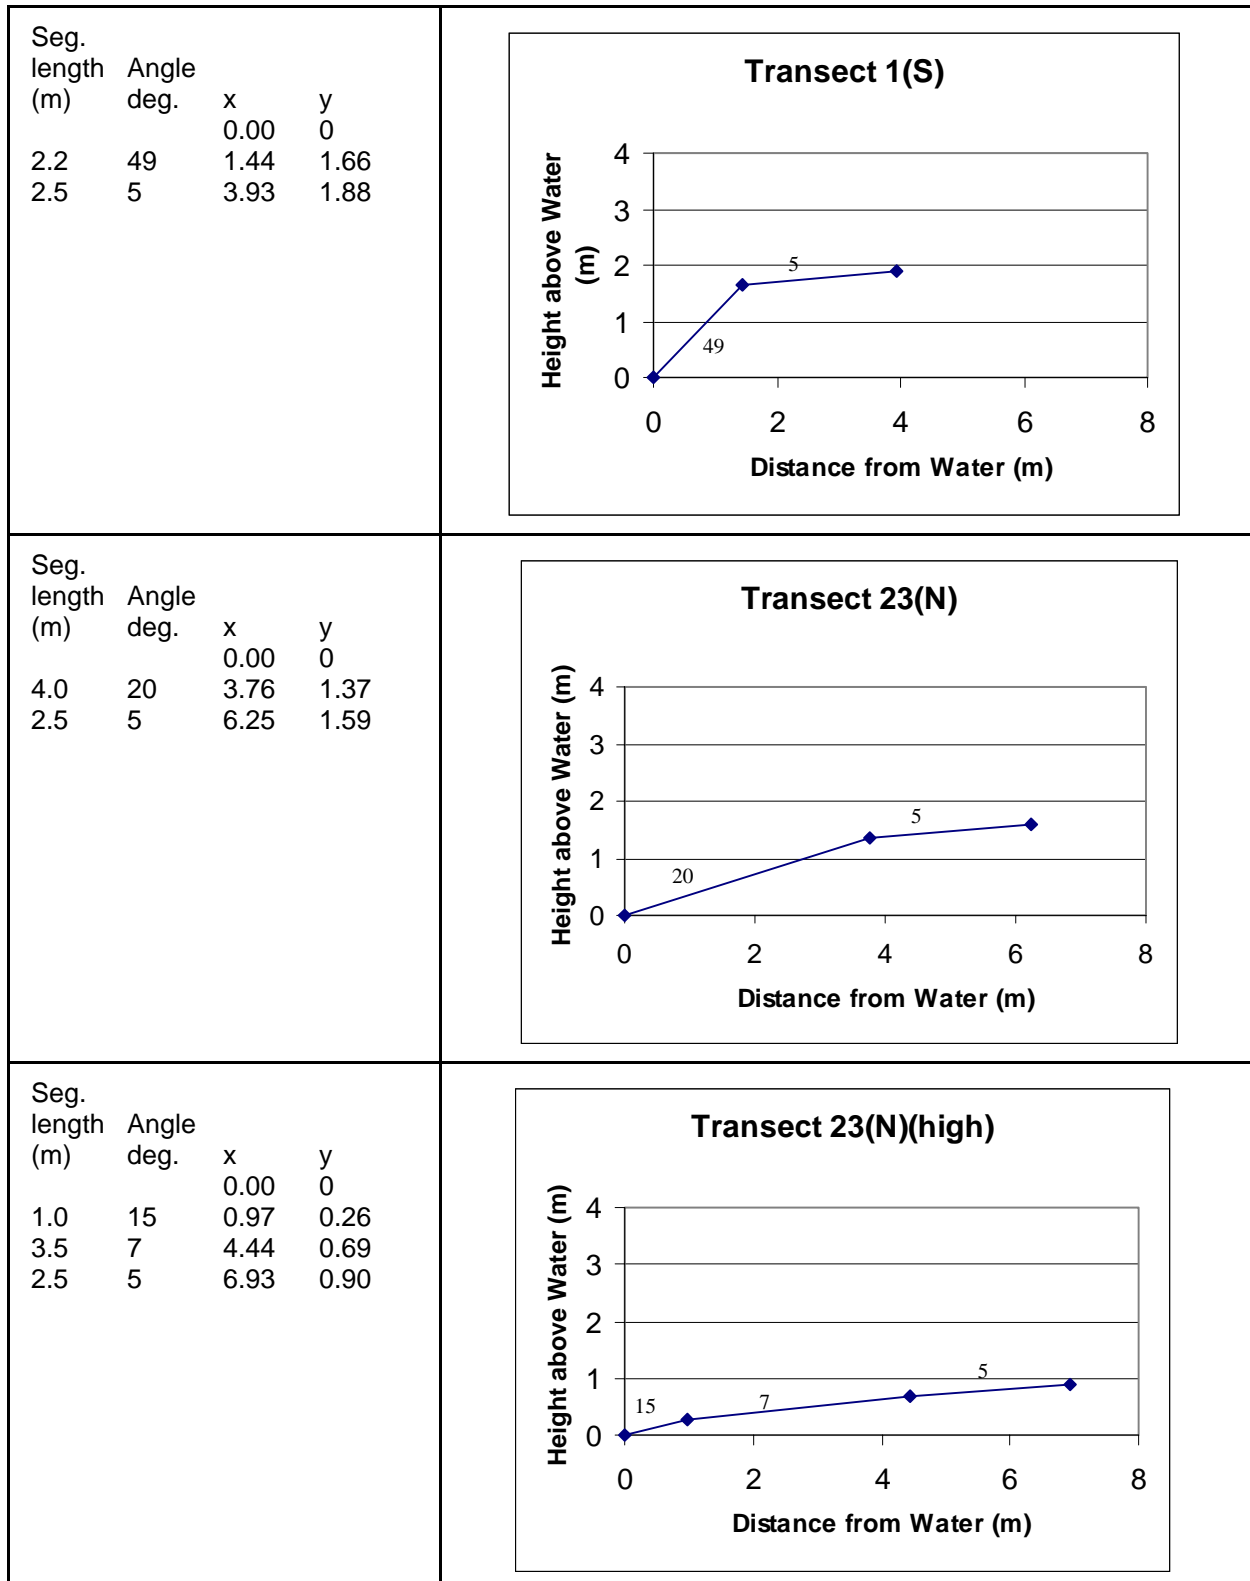 Seg.
length Angle
(m) deg. x y
0.00 0
2.2 49 1.44 1.66
2.5 5 3.93 1.88
Transect 1(S)
Height above Water
(m)
4
3
2
1
0
5
49
0 2 4 6 8
Distance from Water (m)
Seg.
length Angle
(m) deg. x y
0.00 0
4.0 20 3.76 1.37
2.5 5 6.25 1.59
Transect 23(N)
Height above Water (m)
4
3
2
1
0
5
20
0 2 4 6 8
Distance from Water (m)
Seg.
length Angle
(m) deg. x y
0.00 0
1.0 15 0.97 0.26
3.5 7 4.44 0.69
2.5 5 6.93 0.90
Transect 23(N)(high)
Height above Water (m)
4
3
2
1
0
15 7 5
0 2 4 6 8
Distance from Water (m)